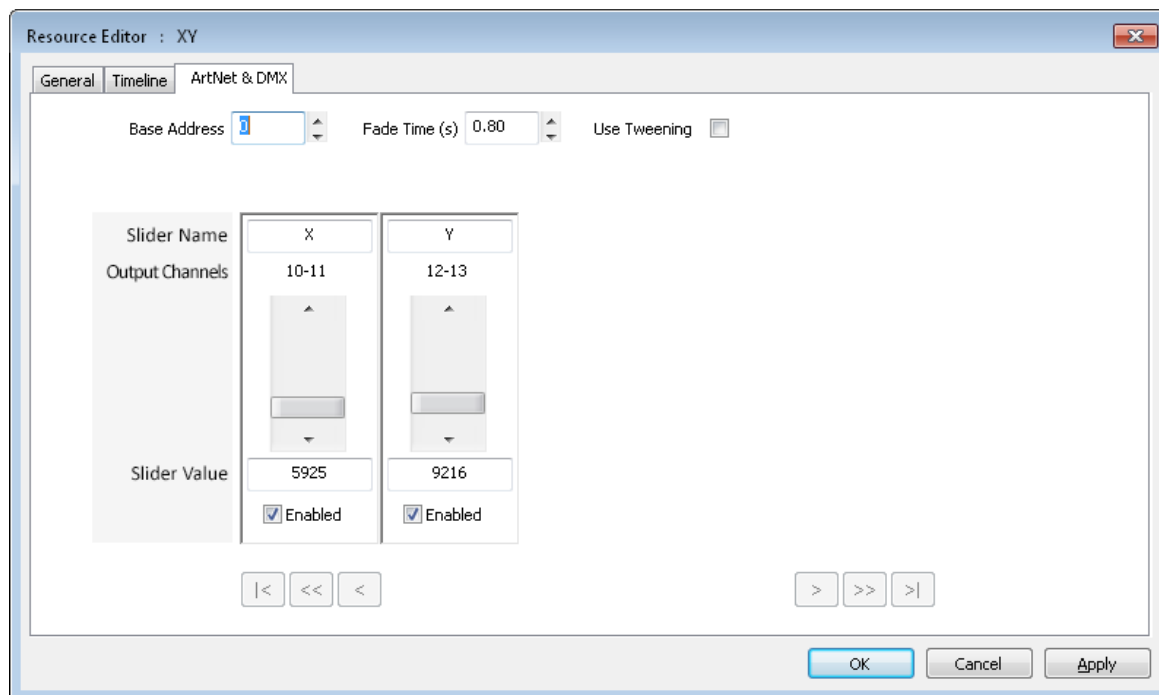 Resource Editor : XY
General Timeline ArtNet & DMX
Base Address 0 Fade Time (s) 0.80 Use Tweening
Slider Name X Y
Output Channels 10-11 12-13
Slider Value 5925 9216
Enabled Enabled
|< << < > >> >|
OK Cancel Apply